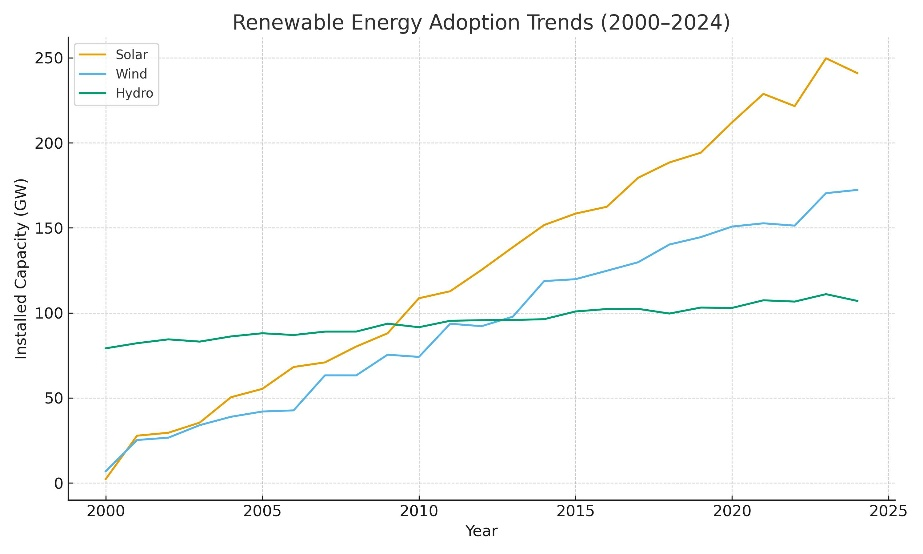 Renewable Energy Adoption Trends (2000–2024)
Solar
Wind
Hydro
Installed Capacity (GW)
250
200
150
100
50
0
2000 2005 2010 2015 2020 2025
Year